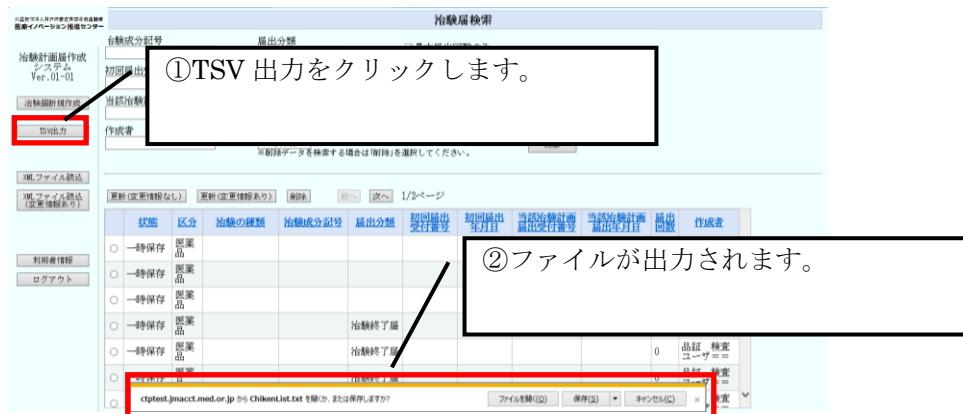 医療イノベーション推進センター
治験届検索
治験計画届作成
システム
Ver.01-01
治験届新規作成
TSV出力
XMLファイル読込
XMLファイル読込
(変更情報あり)
利用者情報
ログアウト
治験成分記号
届出分類
初回届出
当該治験
作成者
①TSV 出力をクリックします。
※削除データを検索する場合は「削除」を選択してください。
更新(変更情報なし) 更新(変更情報あり) 削除 前へ 次へ 1/2ページ
状態 区分 治験の種類 治験成分記号 届出分類 初回届出受付番号 初回届出年月日 当該治験計画届出受付番号 当該治験計画届出年月日 届出回数 作成者
一時保存 医薬品
一時保存 医薬品
②ファイルが出力されます。
一時保存 医薬品
一時保存 医薬品 治験終了届
一時保存 医薬品 治験終了届 0 品証 検査ユーザ==
ctptest.jmacct.med.or.jp から ChikenList.txt を開くか、または保存しますか?
ファイルを開く(O) 保存(S) ▼ キャンセル(C) ×